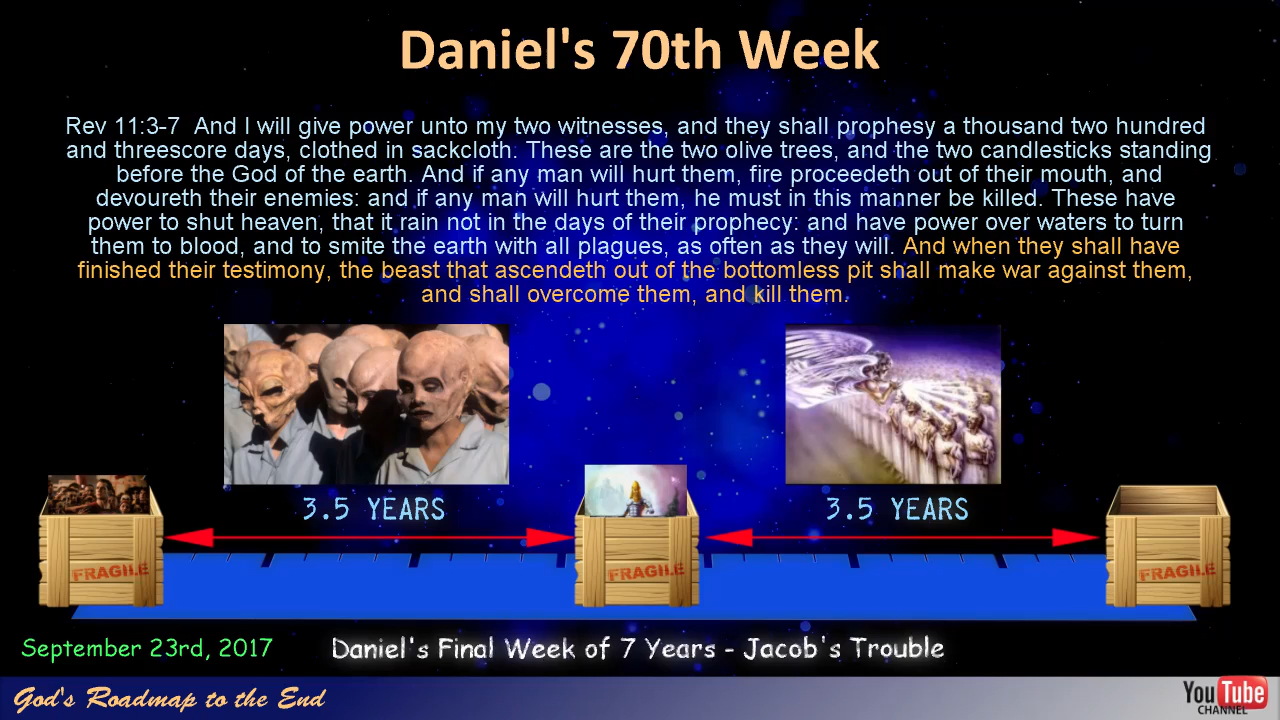 Daniel's 70th Week
Rev 11:3-7  And I will give power unto my two witnesses, and they shall prophesy a thousand two hundred
and threescore days, clothed in sackcloth. These are the two olive trees, and the two candlesticks standing
before the God of the earth. And if any man will hurt them, fire proceedeth out of their mouth, and
devoureth their enemies: and if any man will hurt them, he must in this manner be killed. These have
power to shut heaven, that it rain not in the days of their prophecy: and have power over waters to turn
them to blood, and to smite the earth with all plagues, as often as they will. And when they shall have
finished their testimony, the beast that ascendeth out of the bottomless pit shall make war against them,
and shall overcome them, and kill them.
3.5 YEARS
3.5 YEARS
FRAGILE
FRAGILE
FRAGILE
September 23rd, 2017
Daniel's Final Week of 7 Years - Jacob's Trouble
God's Roadmap to the End
YouTube
CHANNEL